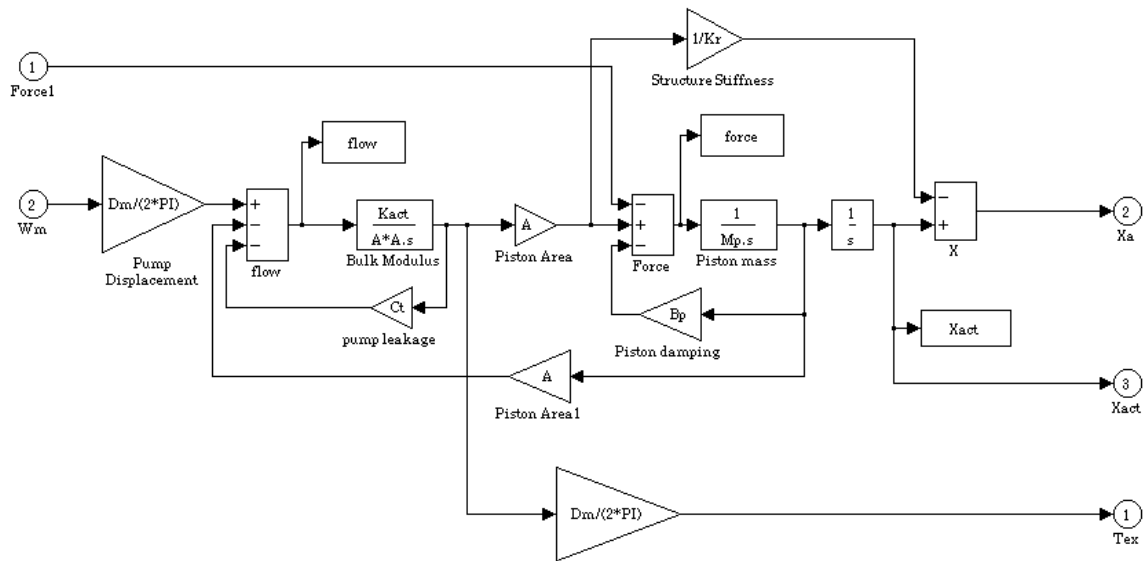 1/Kr
Structure Stiffness
1
Force1
flow
force
2
Wm
Dm/(2*PI)
Pump
Displacement
+
−
−
flow
Kact
A*A.s
Bulk Modulus
A
Piston Area
−
+
−
Force
1
Mp.s
Piston mass
1
s
−
+
X
2
Xa
Ct
pump leakage
Bp
Piston damping
Xact
A
Piston Area1
3
Xact
Dm/(2*PI)
1
Tex